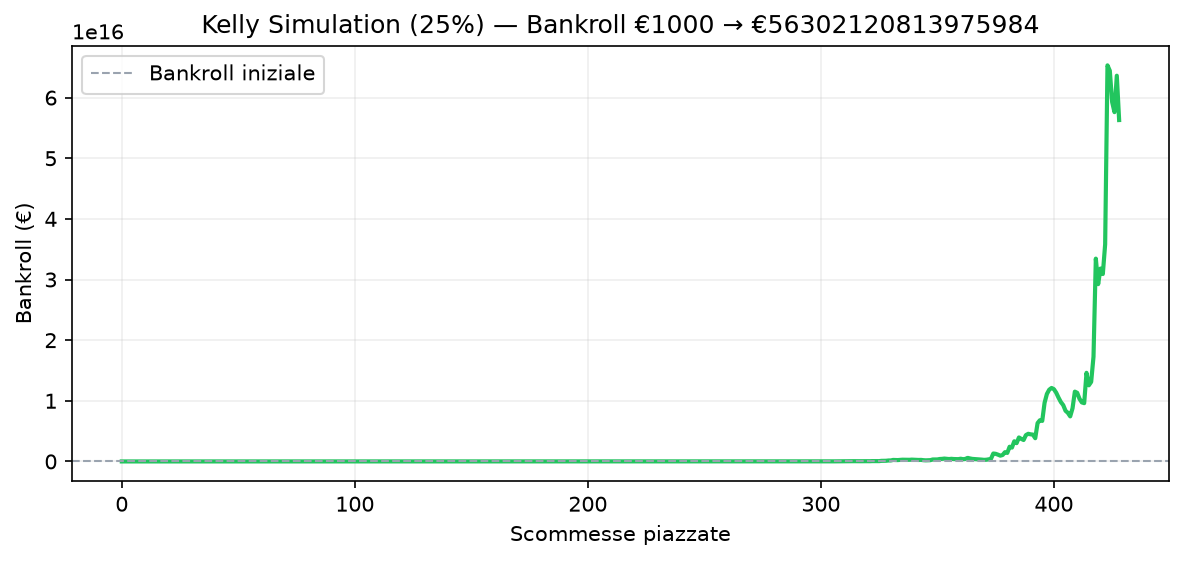 Kelly Simulation (25%) — Bankroll €1000 → €56302120813975984
1e16
Bankroll iniziale
Bankroll (€)
6
5
4
3
2
1
0
0 100 200 300 400
Scommesse piazzate